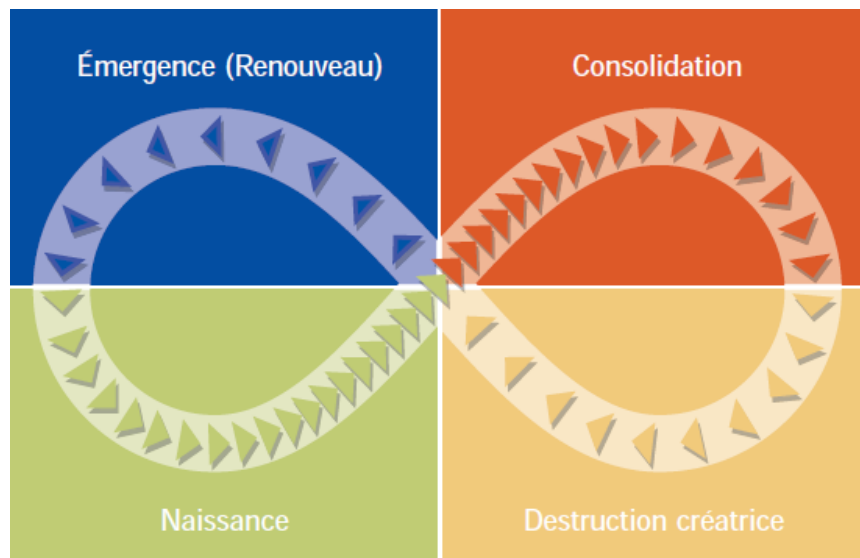 Émergence (Renouveau)
Consolidation
Naissance
Destruction créatrice